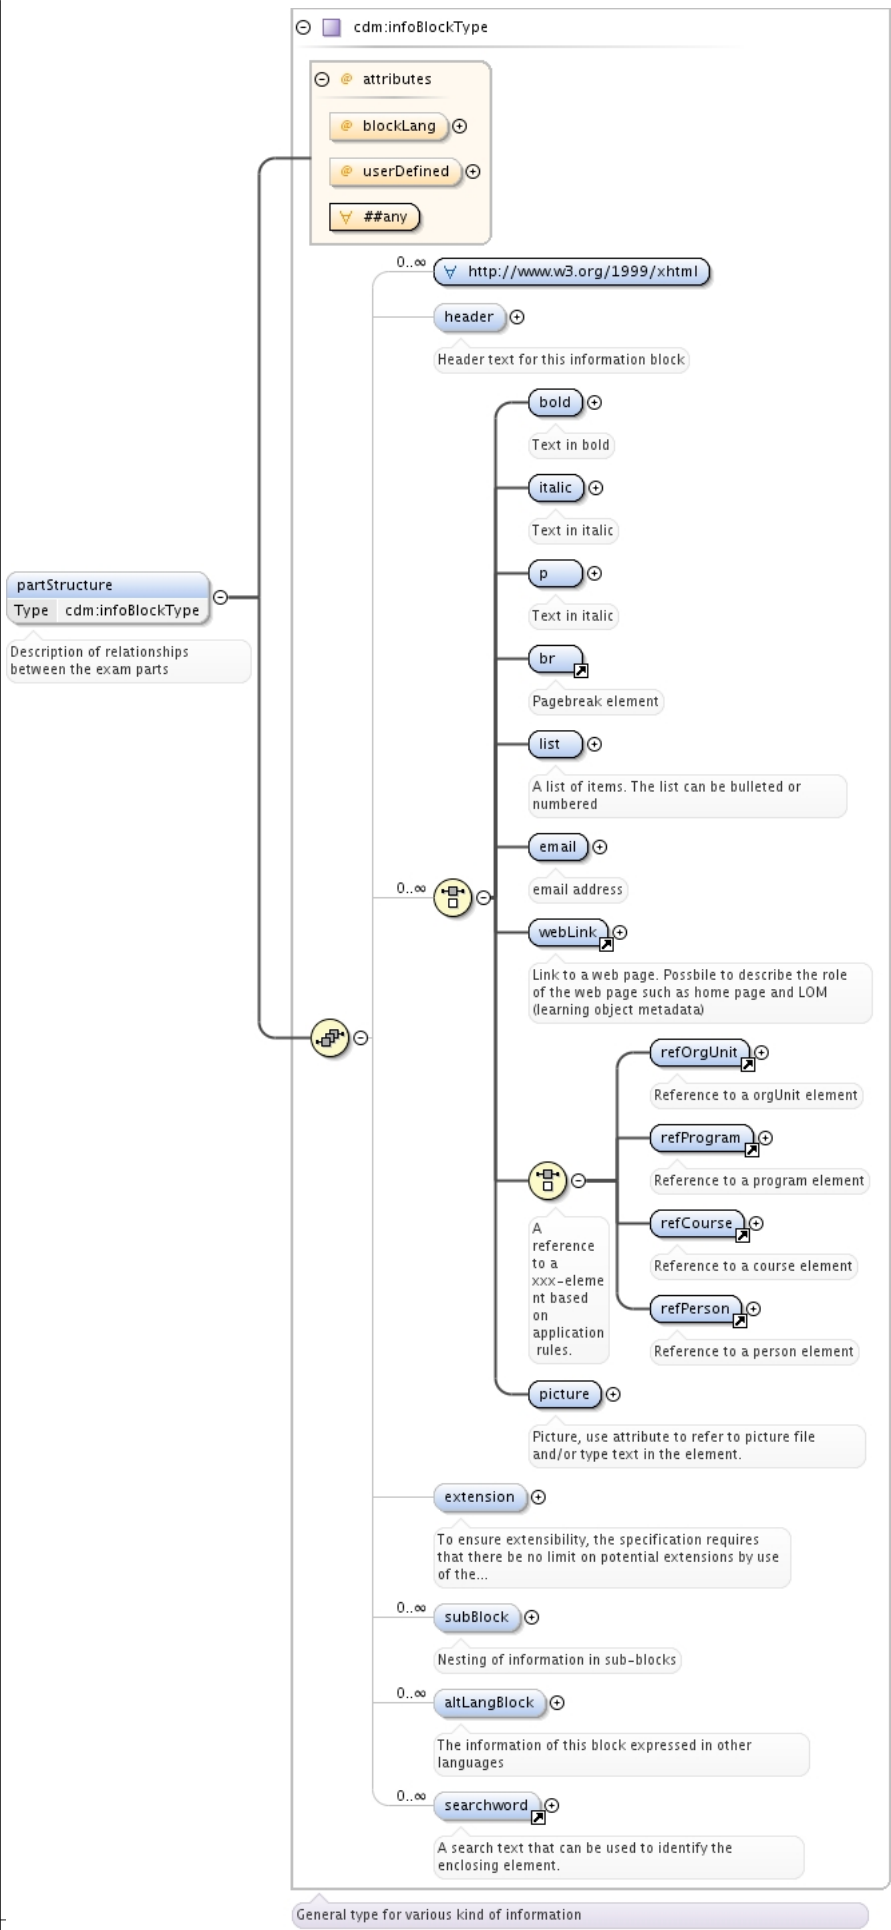 cdm:infoBlockType
@ attributes
@ blockLang
@ userDefined
∀ ##any
0..∞
∀ http://www.w3.org/1999/xhtml
header
Header text for this information block
bold
Text in bold
italic
Text in italic
p
Text in italic
partStructure
Type cdm:infoBlockType
Description of relationships
between the exam parts
br
Pagebreak element
list
A list of items. The list can be bulleted or
numbered
email
0..∞
email address
webLink
Link to a web page. Possbile to describe the role
of the web page such as home page and LOM
(learning object metadata)
refOrgUnit
Reference to a orgUnit element
refProgram
Reference to a program element
A
reference
to a
xxx-eleme
nt based
on
application
rules.
refCourse
Reference to a course element
refPerson
Reference to a person element
picture
Picture, use attribute to refer to picture file
and/or type text in the element.
extension
To ensure extensibility, the specification requires
that there be no limit on potential extensions by use
of the...
0..∞
subBlock
Nesting of information in sub-blocks
0..∞
altLangBlock
The information of this block expressed in other
languages
0..∞
searchword
A search text that can be used to identify the
enclosing element.
General type for various kind of information